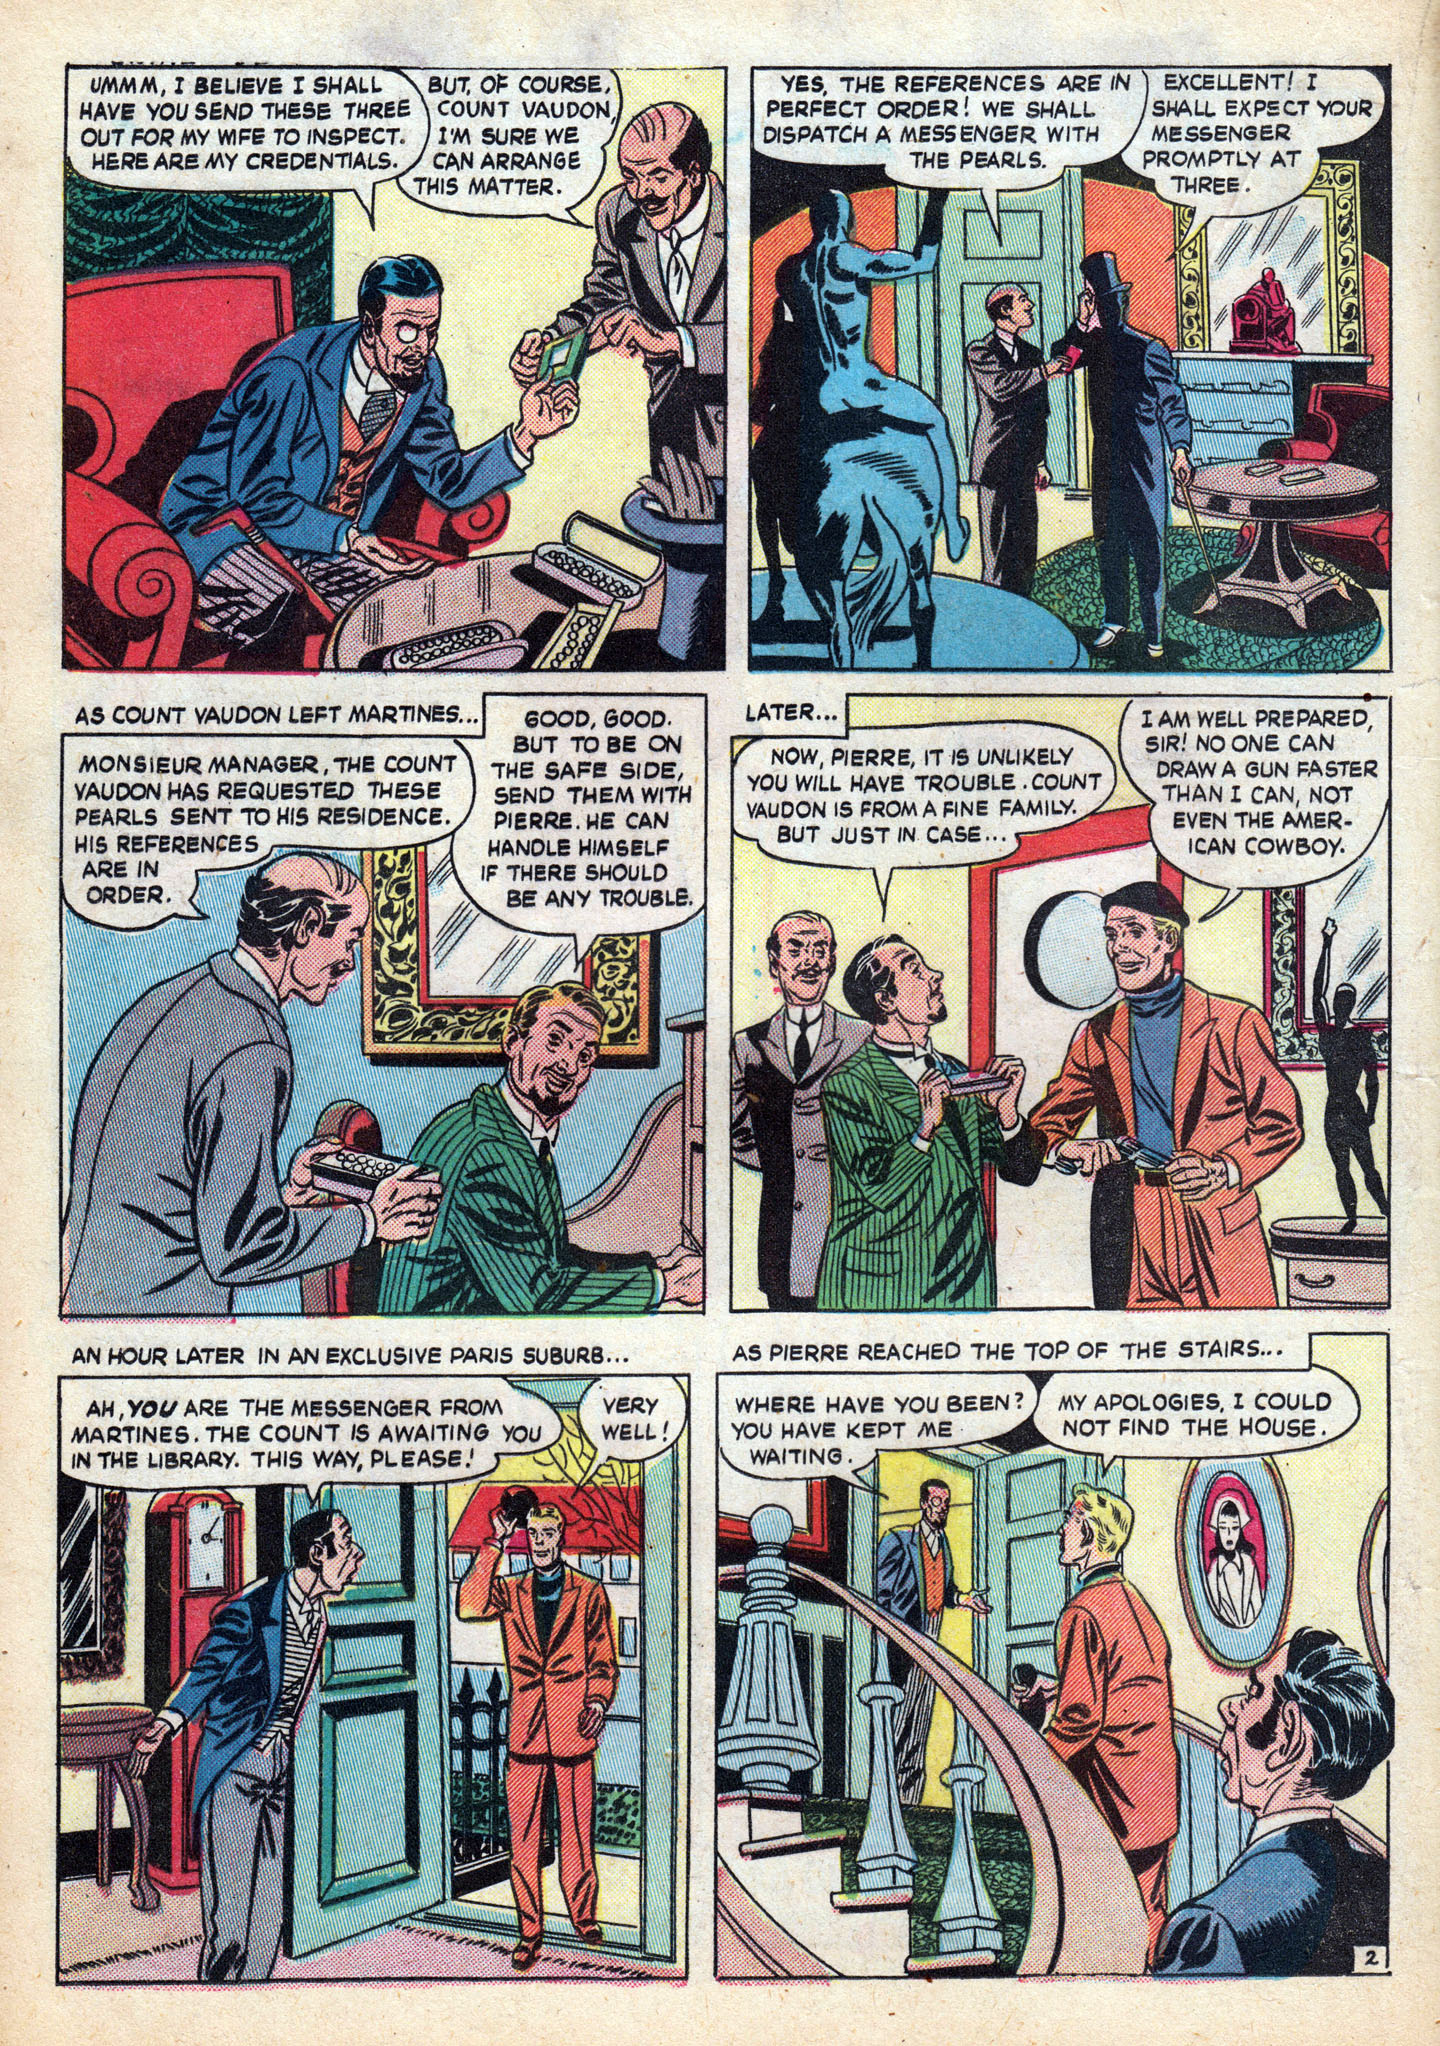 UMMM, I BELIEVE I SHALL
HAVE YOU SEND THESE THREE
OUT FOR MY WIFE TO INSPECT.
HERE ARE MY CREDENTIALS.
BUT, OF COURSE,
COUNT VAUDON,
I'M SURE WE
CAN ARRANGE
THIS MATTER.
YES, THE REFERENCES ARE IN
PERFECT ORDER! WE SHALL
DISPATCH A MESSENGER WITH
THE PEARLS.
EXCELLENT! I
SHALL EXPECT YOUR
MESSENGER
PROMPTLY AT
THREE.
AS COUNT VAUDON LEFT MARTINES...
MONSIEUR MANAGER, THE COUNT
VAUDON HAS REQUESTED THESE
PEARLS SENT TO HIS RESIDENCE.
HIS REFERENCES
ARE IN
ORDER.
GOOD, GOOD.
BUT TO BE ON
THE SAFE SIDE,
SEND THEM WITH
PIERRE. HE CAN
HANDLE HIMSELF
IF THERE SHOULD
BE ANY TROUBLE.
LATER...
NOW, PIERRE, IT IS UNLIKELY
YOU WILL HAVE TROUBLE. COUNT
VAUDON IS FROM A FINE FAMILY.
BUT JUST IN CASE...
I AM WELL PREPARED,
SIR! NO ONE CAN
DRAW A GUN FASTER
THAN I CAN, NOT
EVEN THE AMER-
ICAN COWBOY.
AN HOUR LATER IN AN EXCLUSIVE PARIS SUBURB...
AH, YOU ARE THE MESSENGER FROM
MARTINES. THE COUNT IS AWAITING YOU
IN THE LIBRARY. THIS WAY, PLEASE!
VERY
WELL!
AS PIERRE REACHED THE TOP OF THE STAIRS...
WHERE HAVE YOU BEEN?
YOU HAVE KEPT ME
WAITING.
MY APOLOGIES, I COULD
NOT FIND THE HOUSE.
2